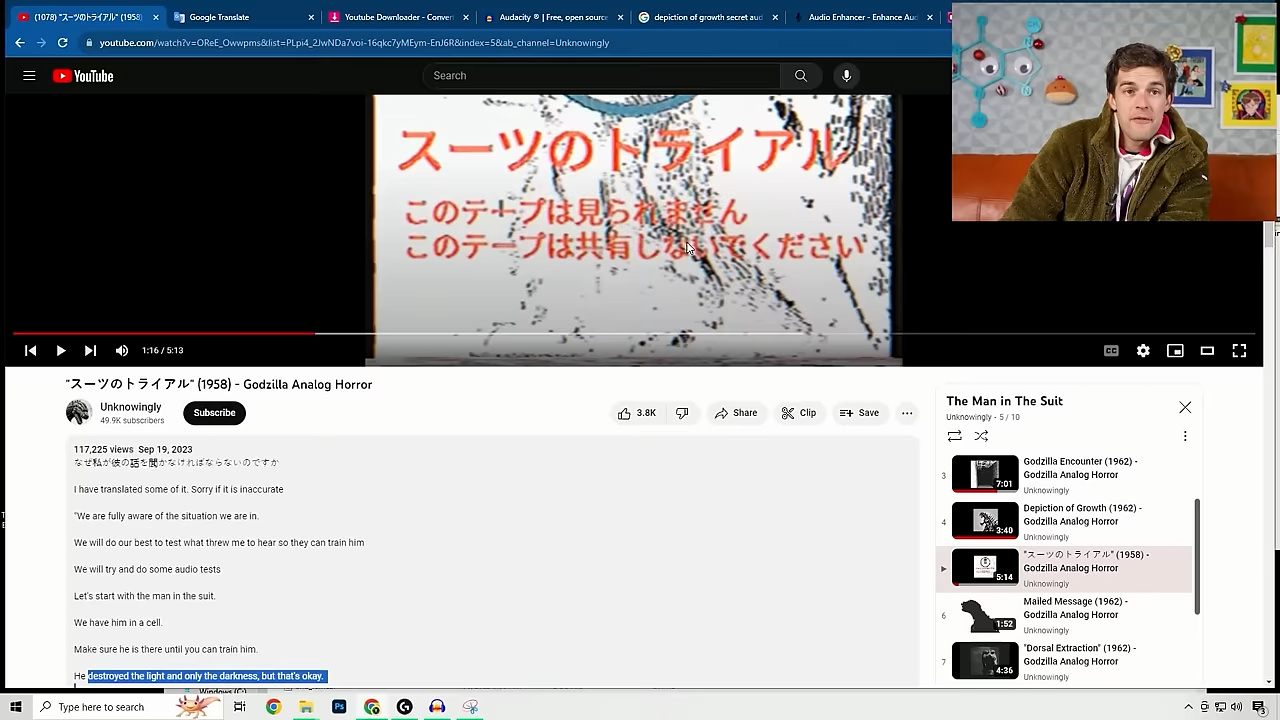 (1078) "スーツのトライアル" (1958)
Google Translate
Youtube Downloader - Convert
Audacity ® | Free, open source
depiction of growth secret aud
Audio Enhancer - Enhance Aud
youtube.com/watch?v=OReE_Owwpms&list=PLpi4_2JwNDa7voi-16qkc7yMEym-EnJ6R&index=5&ab_channel=Unknowingly
YouTube
Search
スーツのトライアル
このテープは見られません
このテープは共有しないでください
1:16 / 5:13
"スーツのトライアル" (1958) - Godzilla Analog Horror
Unknowingly
49.9K subscribers
Subscribe
3.8K
Share
Clip
Save
117,225 views Sep 19, 2023
なぜ私が彼の話を聞かなければならないのですか
I have translated some of it. Sorry if it is inaccurate
"We are fully aware of the situation we are in.
We will do our best to test what threw me to hear so they can train him
We will try and do some audio tests
Let's start with the man in the suit.
We have him in a cell.
Make sure he is there until you can train him.
He destroyed the light and only the darkness, but that's okay.
The Man in The Suit
Unknowingly - 5 / 10
3
7:01
Godzilla Encounter (1962) -
Godzilla Analog Horror
Unknowingly
4
3:40
Depiction of Growth (1962) -
Godzilla Analog Horror
Unknowingly
5:14
"スーツのトライアル" (1958) -
Godzilla Analog Horror
Unknowingly
6
1:52
Mailed Message (1962) -
Godzilla Analog Horror
Unknowingly
7
4:36
"Dorsal Extraction" (1962) -
Godzilla Analog Horror
Unknowingly
Windows (C:)
Type here to search